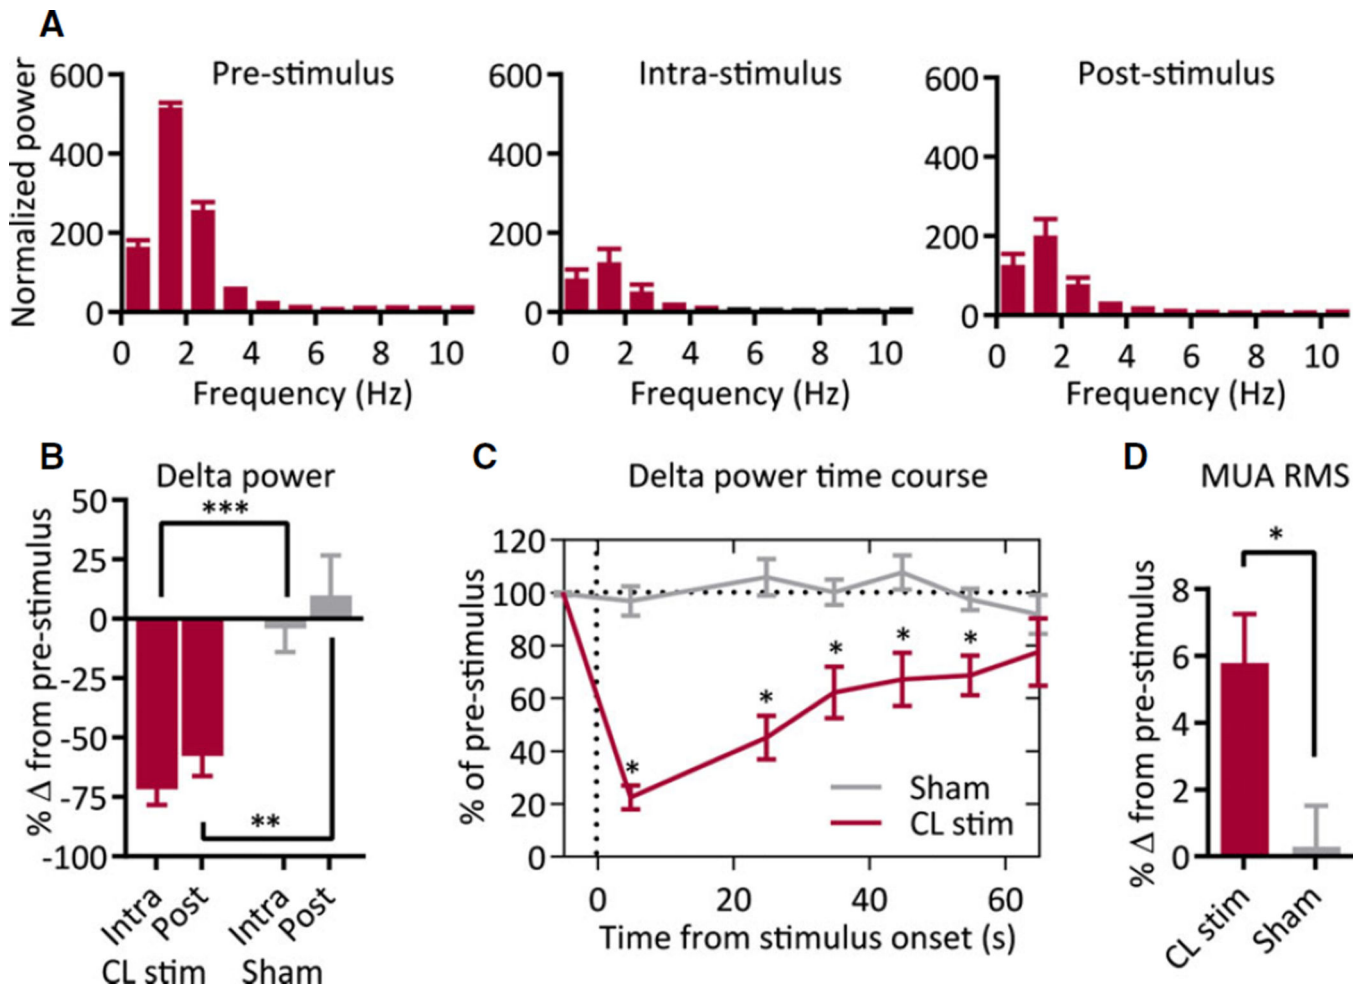 A
Pre-stimulus
Intra-stimulus
Post-stimulus
Normalized power
600
400
200
0
0 2 4 6 8 10
Frequency (Hz)
600
400
200
0
0 2 4 6 8 10
Frequency (Hz)
600
400
200
0
0 2 4 6 8 10
Frequency (Hz)
B
Delta power
% Δ from pre-stimulus
50
25
0
-25
-50
-75
-100
***
**
Intra
Post
Intra
Post
CL stim
Sham
C
Delta power time course
% of pre-stimulus
120
100
80
60
40
20
0
*
*
*
*
*
Sham
CL stim
0 20 40 60
Time from stimulus onset (s)
D
MUA RMS
*
% Δ from pre-stimulus
8
6
4
2
0
CL stim
Sham